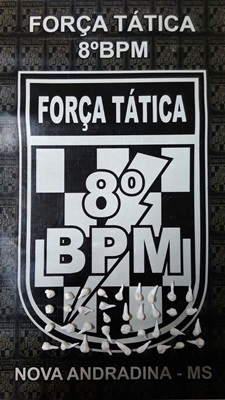 FORÇA TÁTICA
8ºBPM
FORÇA TÁTICA
8º
BPM
NOVA ANDRADINA - MS